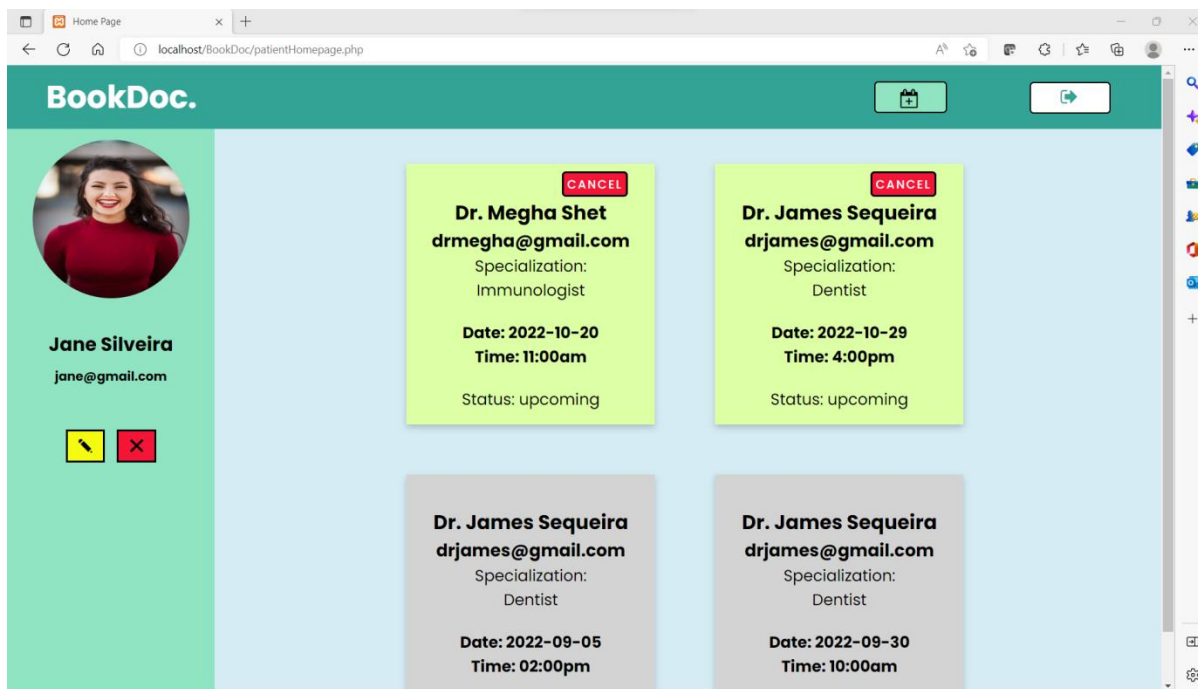 Home Page
localhost/BookDoc/patientHomepage.php
BookDoc.
Jane Silveira
jane@gmail.com
CANCEL
Dr. Megha Shet
drmegha@gmail.com
Specialization:
Immunologist
Date: 2022-10-20
Time: 11:00am
Status: upcoming
CANCEL
Dr. James Sequeira
drjames@gmail.com
Specialization:
Dentist
Date: 2022-10-29
Time: 4:00pm
Status: upcoming
Dr. James Sequeira
drjames@gmail.com
Specialization:
Dentist
Date: 2022-09-05
Time: 02:00pm
Dr. James Sequeira
drjames@gmail.com
Specialization:
Dentist
Date: 2022-09-30
Time: 10:00am